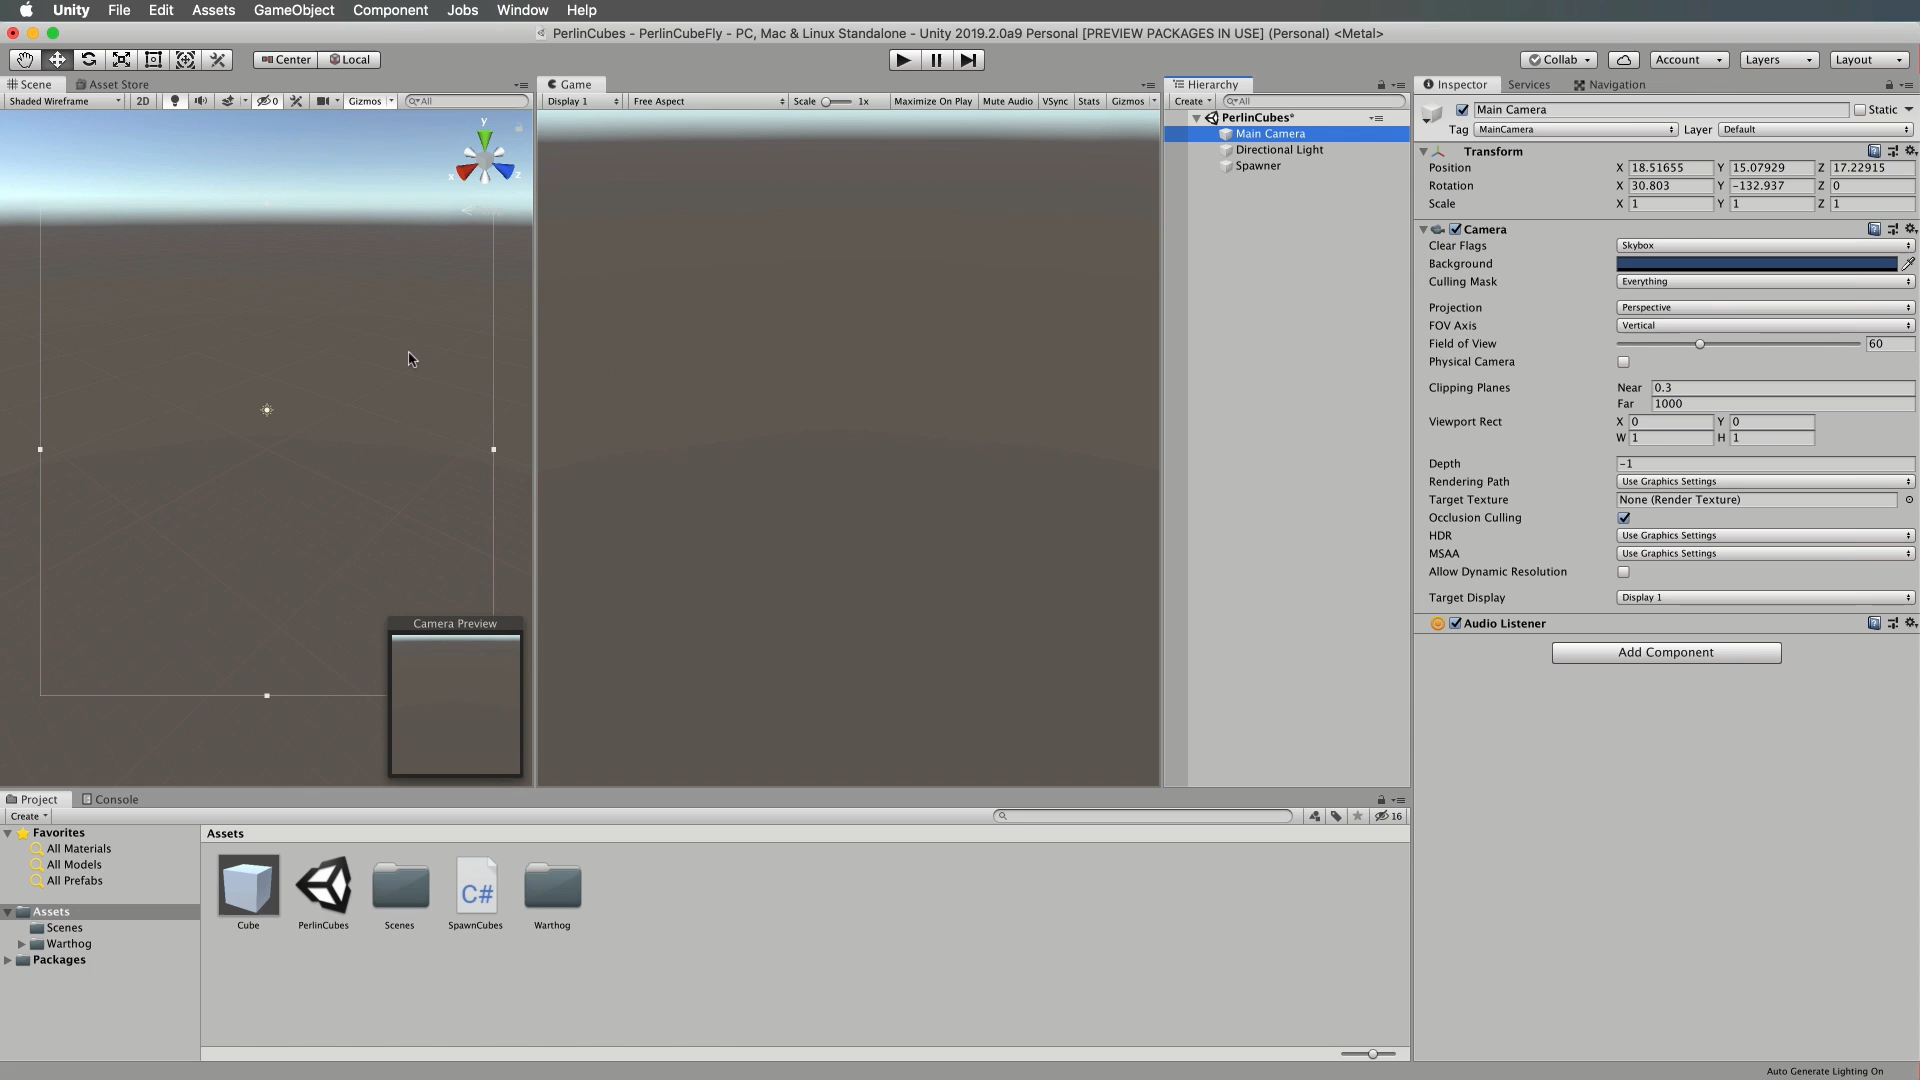 Unity File Edit Assets GameObject Component Jobs Window Help
PerlinCubes - PerlinCubeFly - PC, Mac & Linux Standalone - Unity 2019.2.0a9 Personal [PREVIEW PACKAGES IN USE] (Personal) <Metal>
Center Local Collab Account Layers Layout
Scene Asset Store Game Hierarchy Inspector Services Navigation
Shaded Wireframe 2D 0 Gizmos All Display 1 Free Aspect Scale 1x Maximize On Play Mute Audio VSync Stats Gizmos Create All
Main Camera Static
PerlinCubes*
Tag MainCamera Layer Default
Main Camera
Directional Light
Spawner
y
x z
Transform
Position X 18.51655 Y 15.07929 Z 17.22915
Rotation X 30.803 Y -132.937 Z 0
Scale X 1 Y 1 Z 1
Camera
Clear Flags Skybox
Background
Culling Mask Everything
Projection Perspective
FOV Axis Vertical
Field of View 60
Physical Camera
Clipping Planes Near 0.3
Far 1000
Viewport Rect X 0 Y 0
W 1 H 1
Depth -1
Rendering Path Use Graphics Settings
Target Texture None (Render Texture)
Occlusion Culling
HDR Use Graphics Settings
MSAA Use Graphics Settings
Allow Dynamic Resolution
Target Display Display 1
Audio Listener
Add Component
Camera Preview
Project Console
Create 16
Favorites
All Materials
All Models
All Prefabs
Assets
Scenes
Warthog
Packages
Assets
C#
Cube PerlinCubes Scenes SpawnCubes Warthog
Auto Generate Lighting On